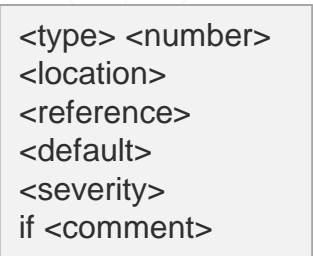 <type> <number>
<location>
<reference>
<default>
<severity>
if <comment>